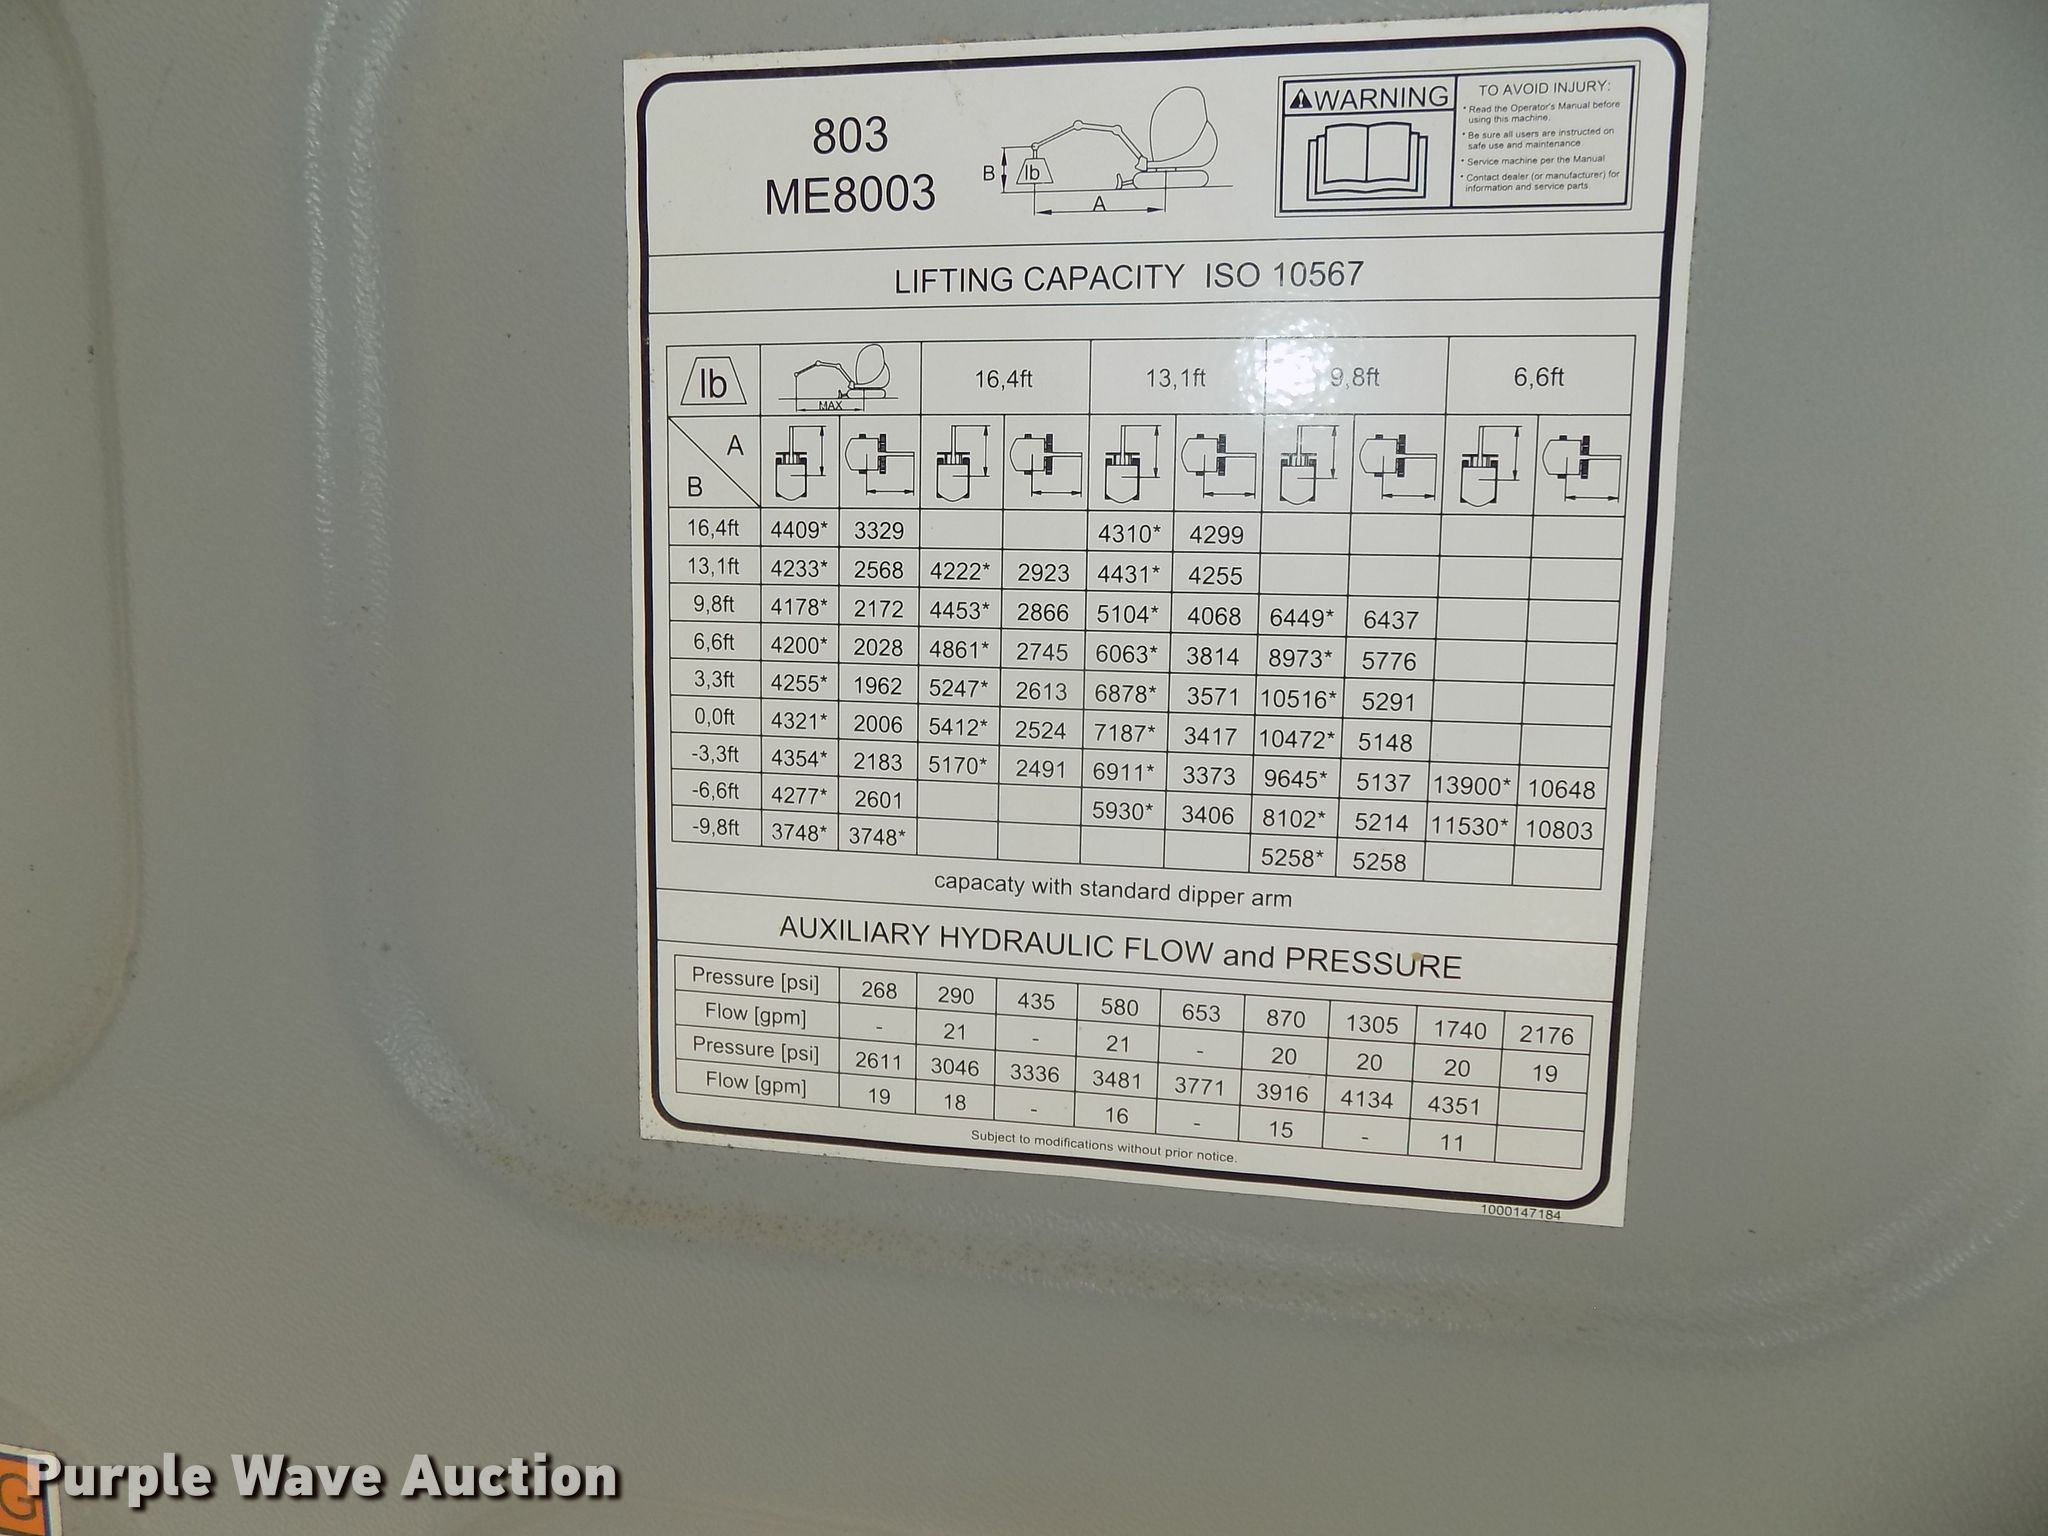 803
ME8003
B
lb
A
WARNING
TO AVOID INJURY:
• Read the Operator's Manual before
using this machine.
• Be sure all users are instructed on
safe use and maintenance.
• Service machine per the Manual
• Contact dealer (or manufacturer) for
information and service parts.
LIFTING CAPACITY ISO 10567
lb MAX 16,4ft 13,1ft 9,8ft 6,6ft
A
B
16,4ft 4409* 3329 4310* 4299
13,1ft 4233* 2568 4222* 2923 4431* 4255
9,8ft 4178* 2172 4453* 2866 5104* 4068 6449* 6437
6,6ft 4200* 2028 4861* 2745 6063* 3814 8973* 5776
3,3ft 4255* 1962 5247* 2613 6878* 3571 10516* 5291
0,0ft 4321* 2006 5412* 2524 7187* 3417 10472* 5148
-3,3ft 4354* 2183 5170* 2491 6911* 3373 9645* 5137 13900* 10648
-6,6ft 4277* 2601 5930* 3406 8102* 5214 11530* 10803
-9,8ft 3748* 3748* 5258* 5258
capacaty with standard dipper arm
AUXILIARY HYDRAULIC FLOW and PRESSURE
Pressure [psi] 268 290 435 580 653 870 1305 1740 2176
Flow [gpm] - 21 - 21 - 20 20 20 19
Pressure [psi] 2611 3046 3336 3481 3771 3916 4134 4351
Flow [gpm] 19 18 - 16 - 15 - 11
Subject to modifications without prior notice.
1000147184
G
Purple Wave Auction